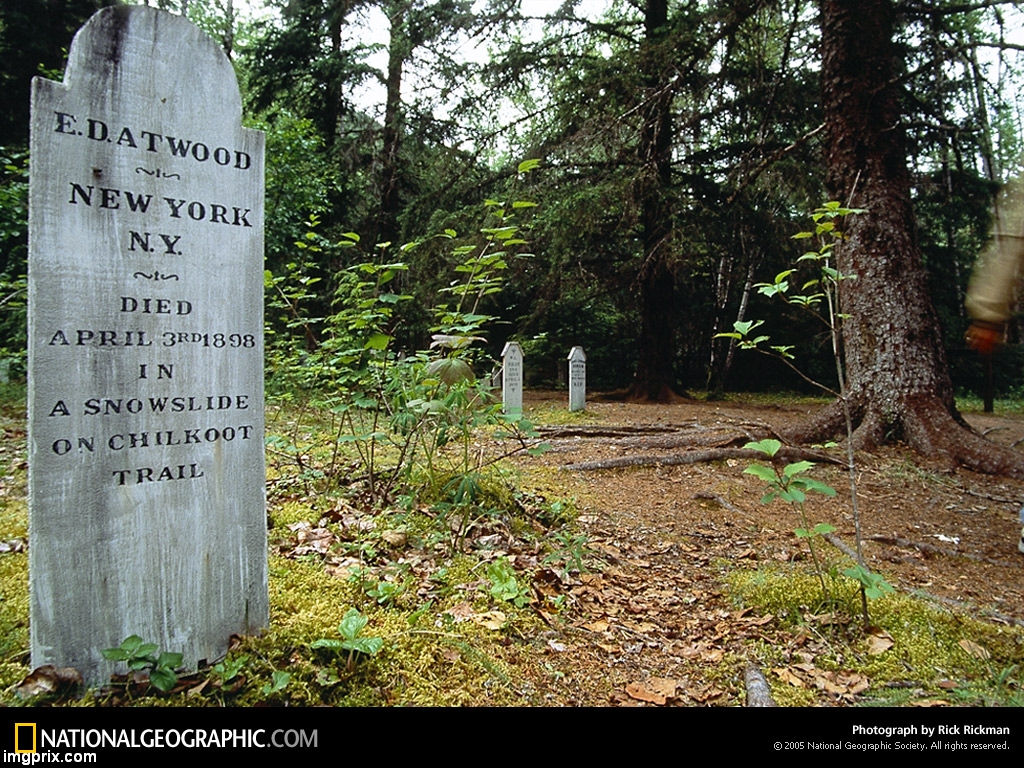 E.D.ATWOOD
NEW YORK
N.Y.
DIED
APRIL 3RD 1898
IN
A SNOWSLIDE
ON CHILKOOT
TRAIL
NATIONALGEOGRAPHIC.COM
imgprix.com
Photograph by Rick Rickman
© 2005 National Geographic Society. All rights reserved.